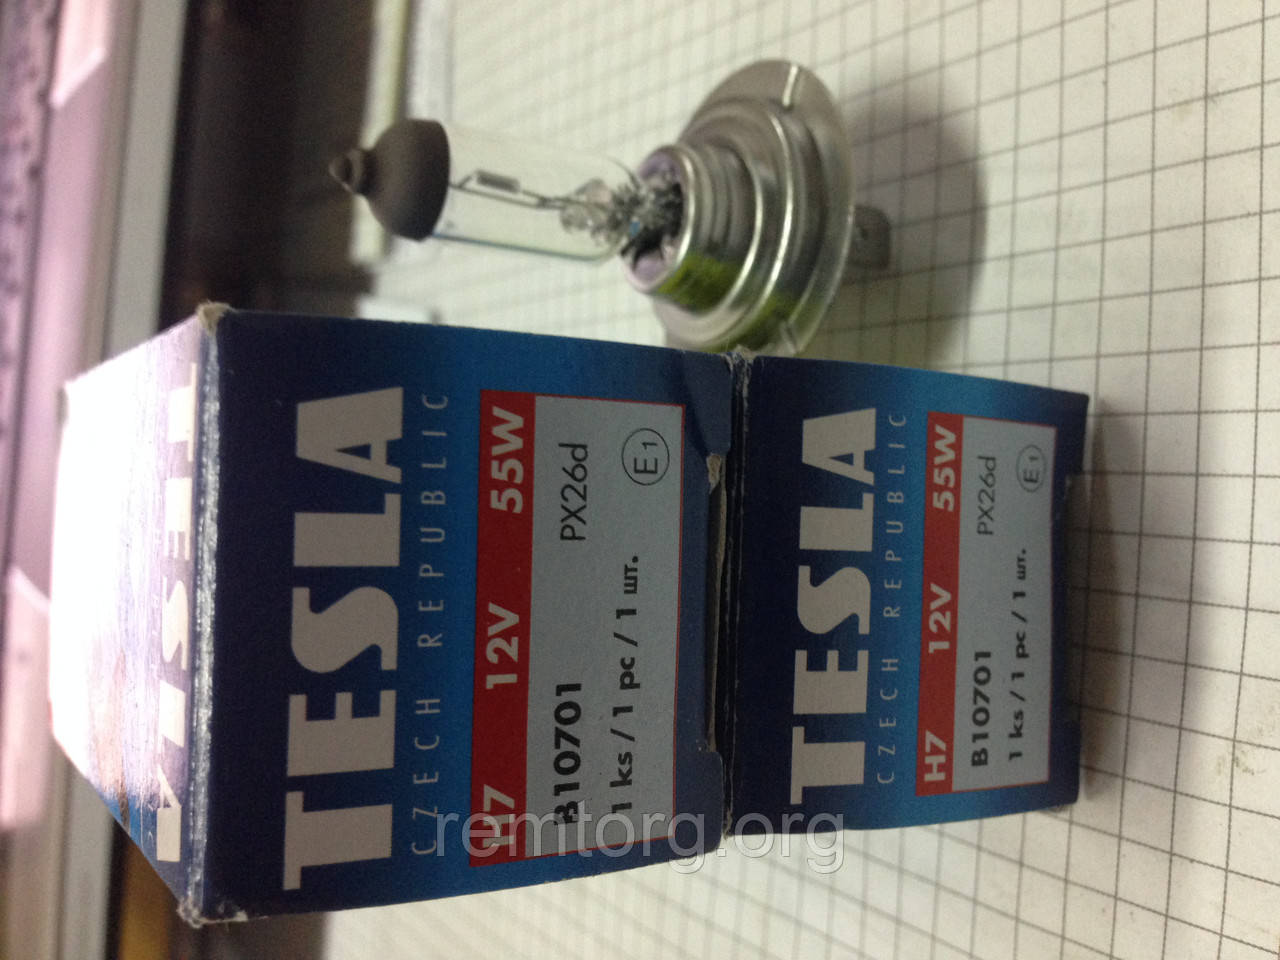 TESLA
TESLA
CZECH REPUBLIC
H7 12V 55W
B10701 PX26d
1 ks / 1 pc / 1 шт. E1
TESLA
CZECH REPUBLIC
H7 12V 55W
B10701 PX26d
1 ks / 1 pc / 1 шт. E1
remtorg.org